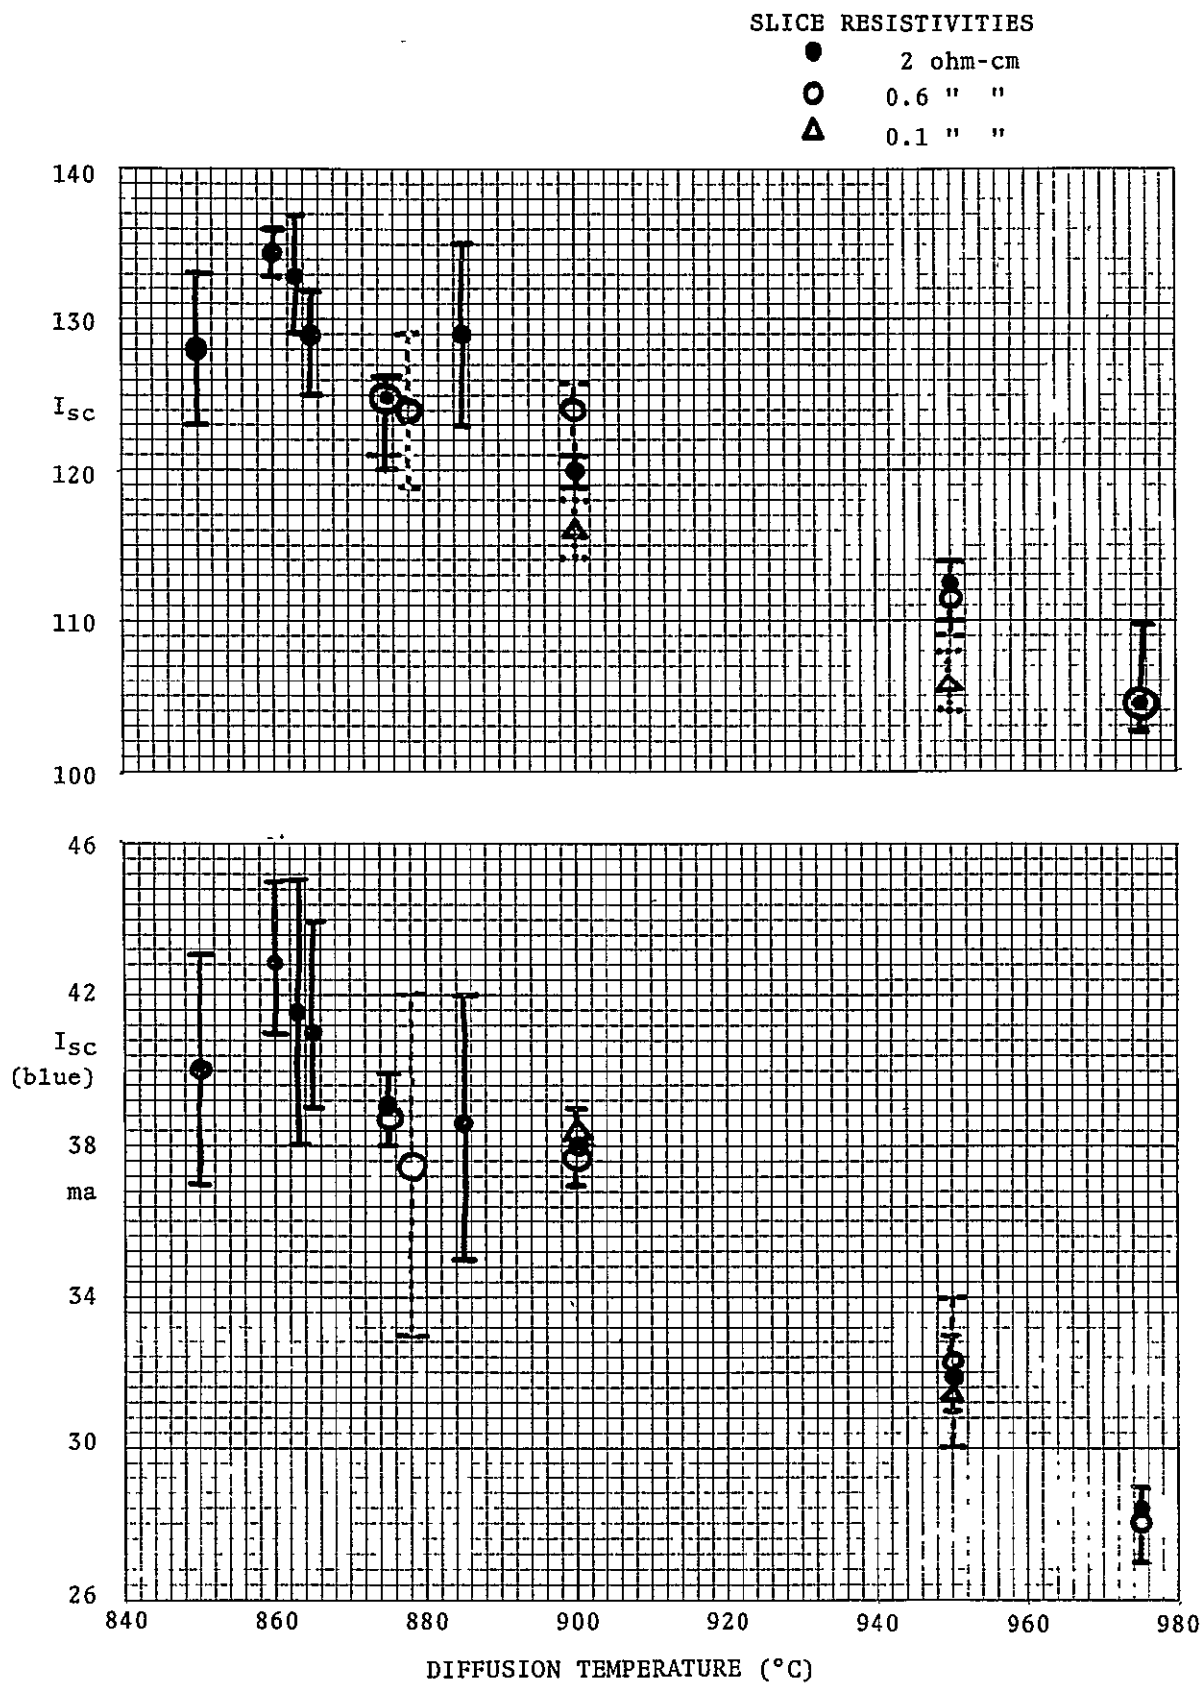 SLICE RESISTIVITIES
● 2 ohm-cm
○ 0.6 " "
△ 0.1 " "
140
130
Isc
120
110
100
46
42
Isc
(blue)
38
ma
34
30
26
840 860 880 900 920 940 960 980
DIFFUSION TEMPERATURE (°C)